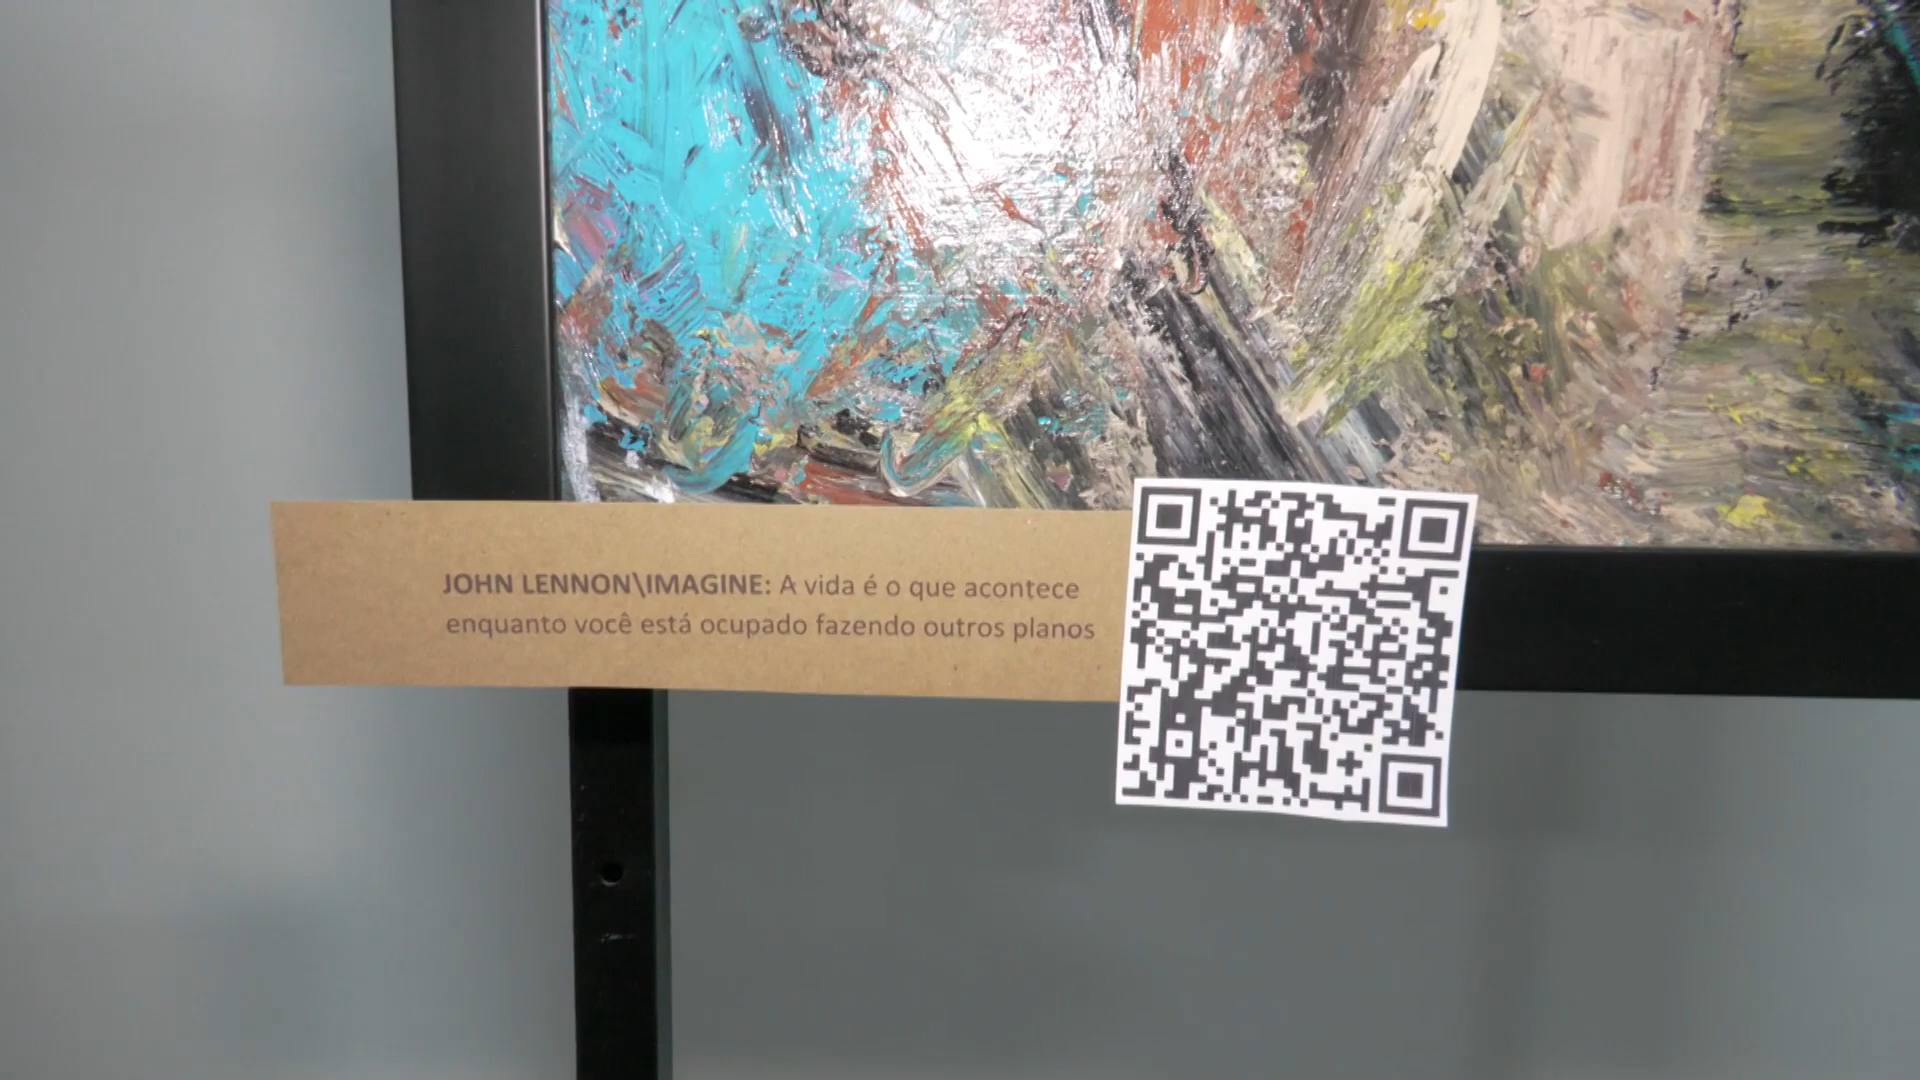 JOHN LENNON\IMAGINE: A vida é o que acontece
enquanto você está ocupado fazendo outros planos